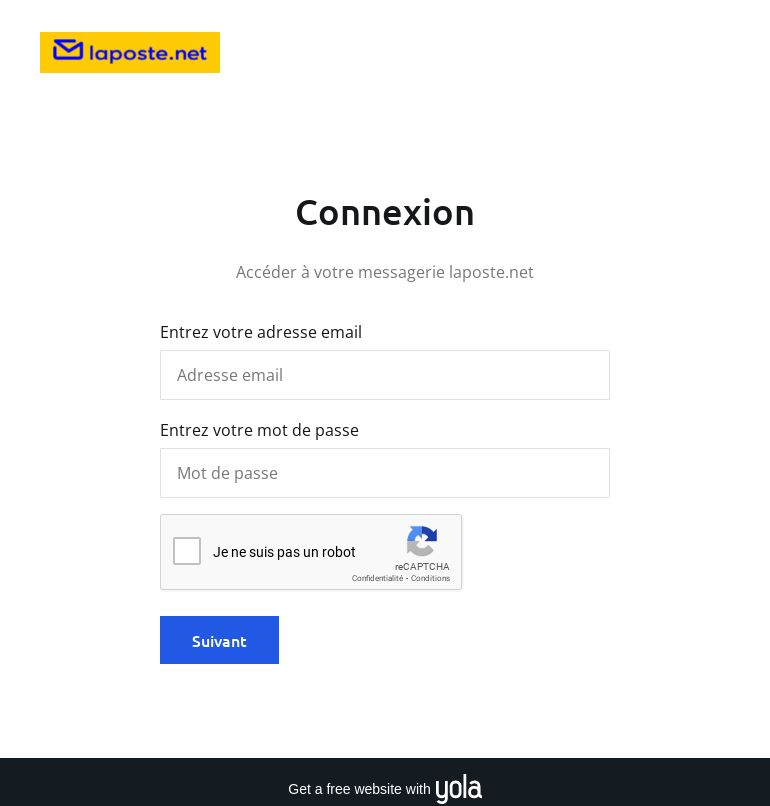 laposte.net
Connexion
Accéder à votre messagerie laposte.net
Entrez votre adresse email
Adresse email
Entrez votre mot de passe
Mot de passe
Je ne suis pas un robot
reCAPTCHA
Confidentialité - Conditions
Suivant
Get a free website with yola